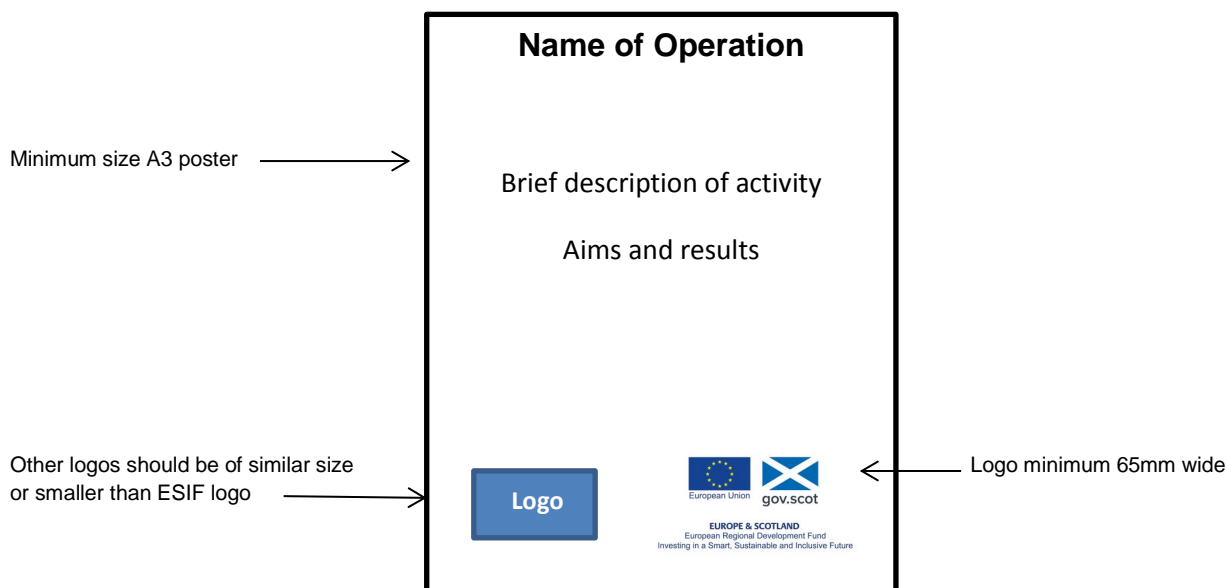 Name of Operation
Minimum size A3 poster
Brief description of activity
Aims and results
Other logos should be of similar size
or smaller than ESIF logo
Logo
European Union
gov.scot
Logo minimum 65mm wide
EUROPE & SCOTLAND
European Regional Development Fund
Investing in a Smart, Sustainable and Inclusive Future